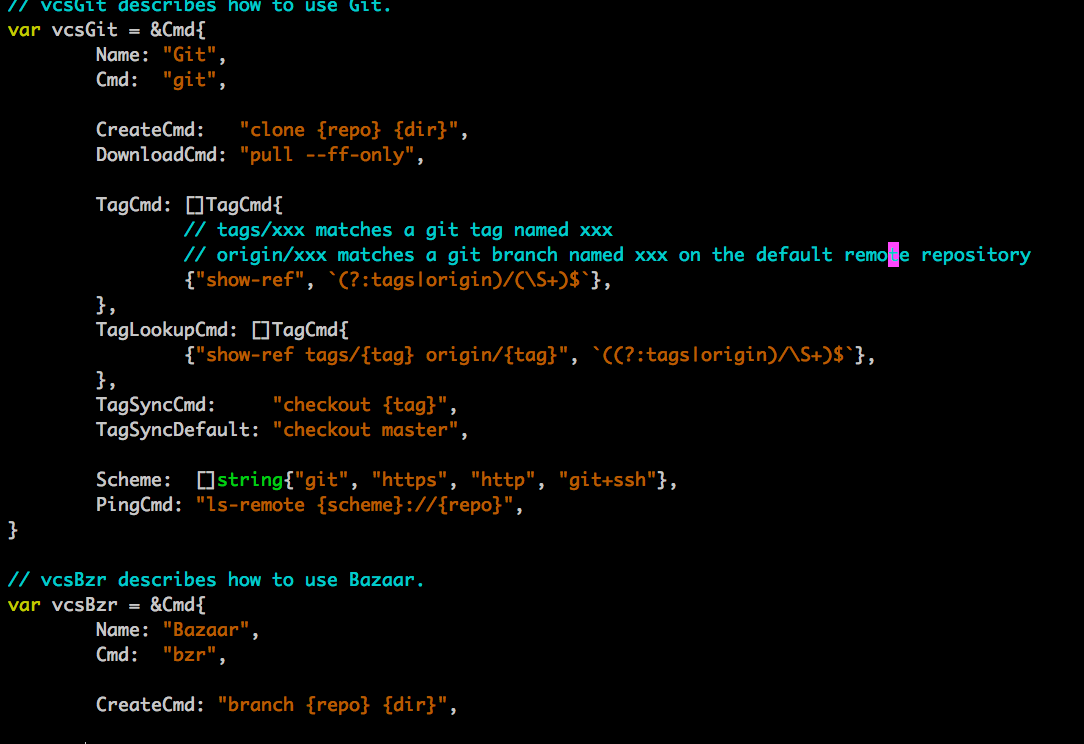 // vcsGit describes how to use Git.
var vcsGit = &Cmd{
        Name: "Git",
        Cmd:  "git",

        CreateCmd:   "clone {repo} {dir}",
        DownloadCmd: "pull --ff-only",

        TagCmd: []TagCmd{
                // tags/xxx matches a git tag named xxx
                // origin/xxx matches a git branch named xxx on the default remote repository
                {"show-ref", `(?:tags|origin)/(\S+)$`},
        },
        TagLookupCmd: []TagCmd{
                {"show-ref tags/{tag} origin/{tag}", `((?:tags|origin)/\S+)$`},
        },
        TagSyncCmd:     "checkout {tag}",
        TagSyncDefault: "checkout master",

        Scheme:  []string{"git", "https", "http", "git+ssh"},
        PingCmd: "ls-remote {scheme}://{repo}",
}

// vcsBzr describes how to use Bazaar.
var vcsBzr = &Cmd{
        Name: "Bazaar",
        Cmd:  "bzr",

        CreateCmd: "branch {repo} {dir}",